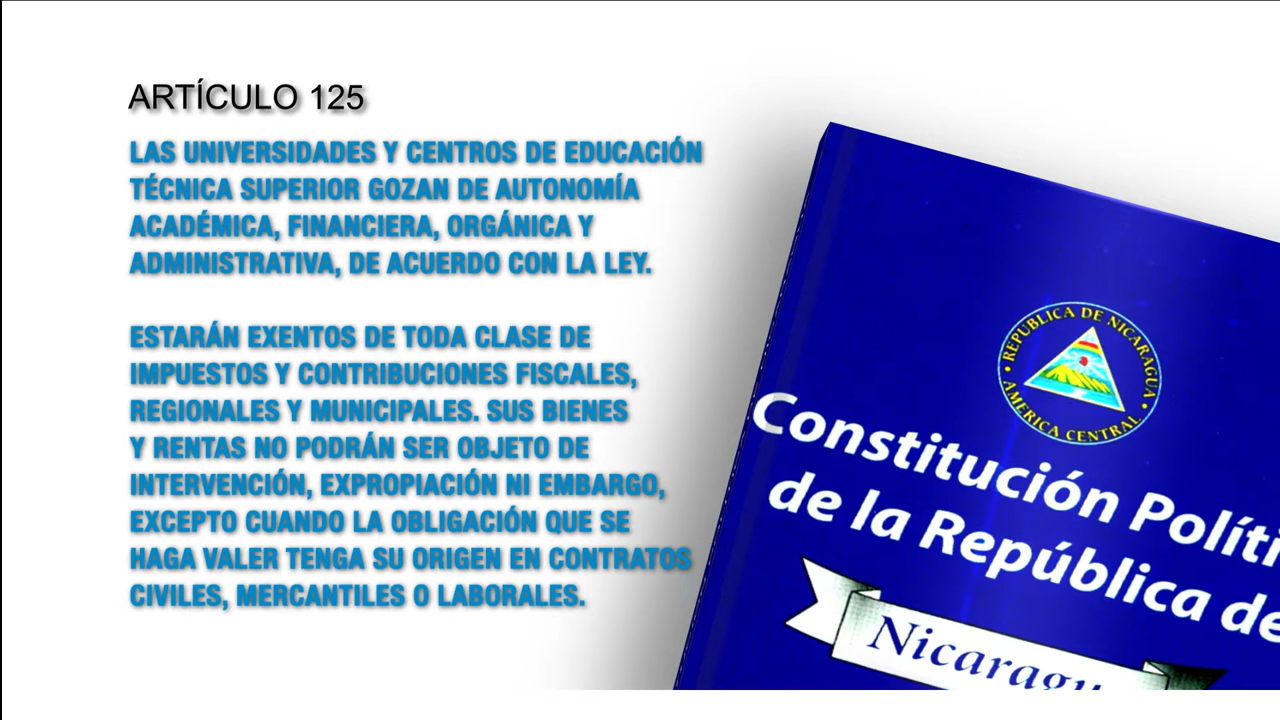 ARTÍCULO 125
LAS UNIVERSIDADES Y CENTROS DE EDUCACIÓN
TÉCNICA SUPERIOR GOZAN DE AUTONOMÍA
ACADÉMICA, FINANCIERA, ORGÁNICA Y
ADMINISTRATIVA, DE ACUERDO CON LA LEY.
ESTARÁN EXENTOS DE TODA CLASE DE
IMPUESTOS Y CONTRIBUCIONES FISCALES,
REGIONALES Y MUNICIPALES. SUS BIENES
Y RENTAS NO PODRÁN SER OBJETO DE
INTERVENCIÓN, EXPROPIACIÓN NI EMBARGO,
EXCEPTO CUANDO LA OBLIGACIÓN QUE SE
HAGA VALER TENGA SU ORIGEN EN CONTRATOS
CIVILES, MERCANTILES O LABORALES.
REPUBLICA DE NICARAGUA
AMERICA CENTRAL
Constitución Políti
de la República de
Nicaragu